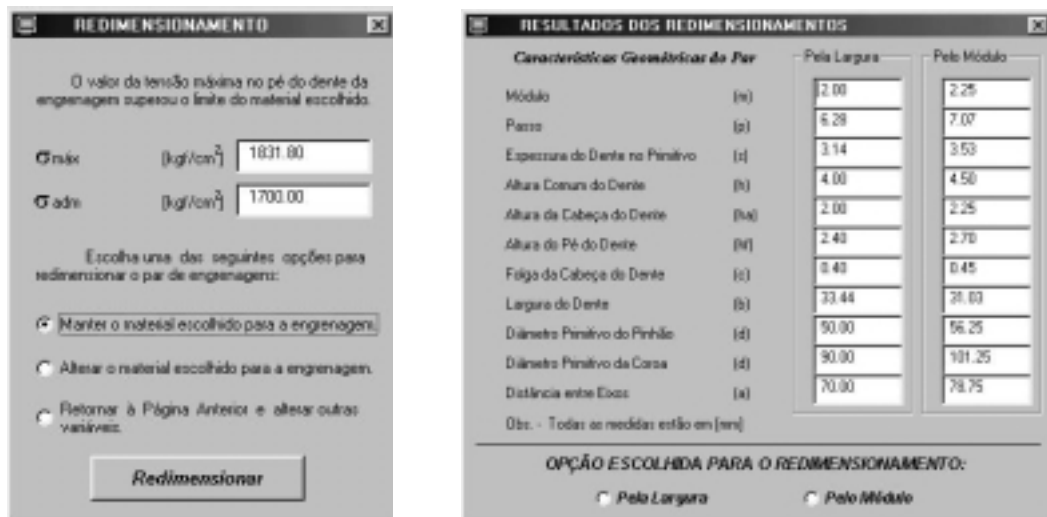 REDIMENSIONAMENTO
O valor da tensão máxima no pé do dente da
engrenagem superou o limite do material escolhido.
σ máx [kgf/cm²] 1831.80
σ adm [kgf/cm²] 1700.00
Escolha uma das seguintes opções para
redimensionar o par de engrenagens:
Manter o material escolhido para a engrenagem.
Alterar o material escolhido para a engrenagem.
Retornar à Página Anterior e alterar outras
variáveis.
Redimensionar
RESULTADOS DOS REDIMENSIONAMENTOS
Características Geométricas do Par Pela Largura Pelo Módulo
Módulo (m) 2.00 2.25
Passo (p) 6.28 7.07
Espessura do Dente no Primitivo (s) 3.14 3.53
Altura Comum do Dente (h) 4.00 4.50
Altura da Cabeça do Dente (ha) 2.00 2.25
Altura do Pé do Dente (hf) 2.40 2.70
Folga da Cabeça do Dente (c) 0.40 0.45
Largura do Dente (b) 33.44 31.03
Diâmetro Primitivo do Pinhão (d) 50.00 56.25
Diâmetro Primitivo da Coroa (d) 90.00 101.25
Distância entre Eixos (a) 70.00 78.75
Obs. - Todas as medidas estão em [mm]
OPÇÃO ESCOLHIDA PARA O REDIMENSIONAMENTO:
Pela Largura Pelo Módulo